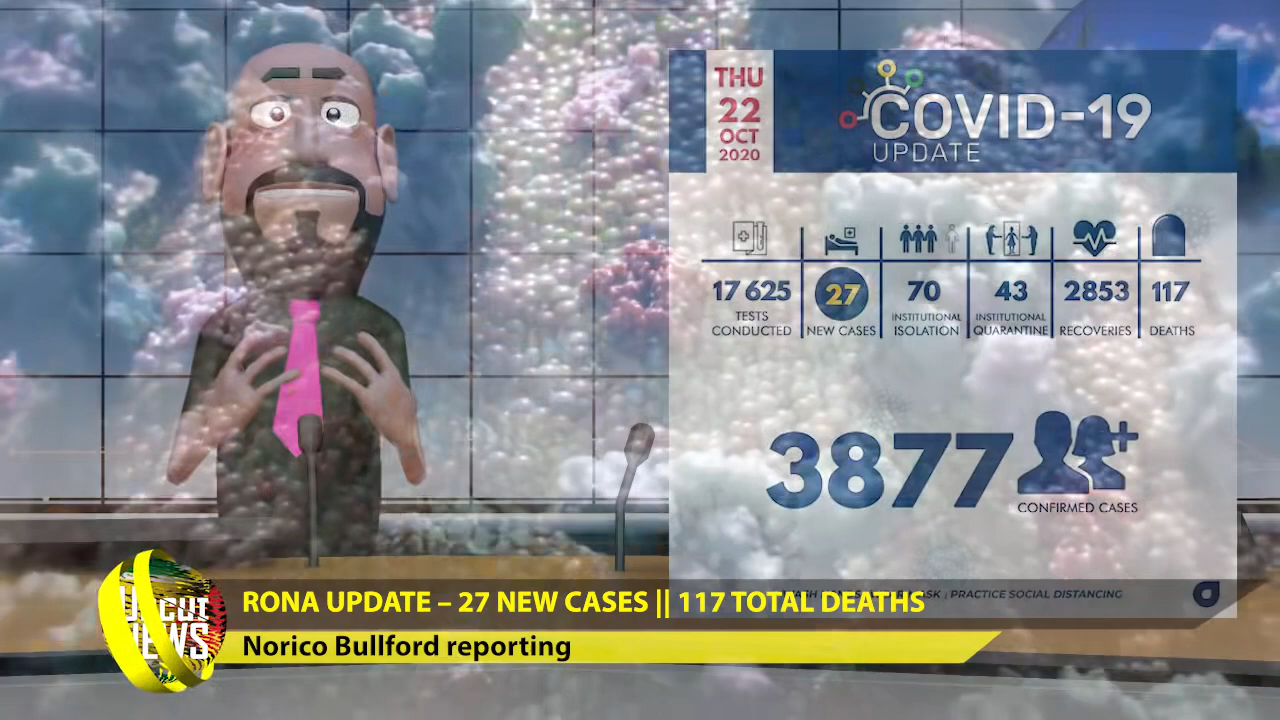 THU
22
OCT
2020
COVID-19
UPDATE
17 625
TESTS
CONDUCTED
27
NEW CASES
70
INSTITUTIONAL
ISOLATION
43
INSTITUTIONAL
QUARANTINE
2853
RECOVERIES
117
DEATHS
3877
CONFIRMED CASES
PRACTICE SOCIAL DISTANCING
UNCUT
NEWS
RONA UPDATE – 27 NEW CASES || 117 TOTAL DEATHS
Norico Bullford reporting